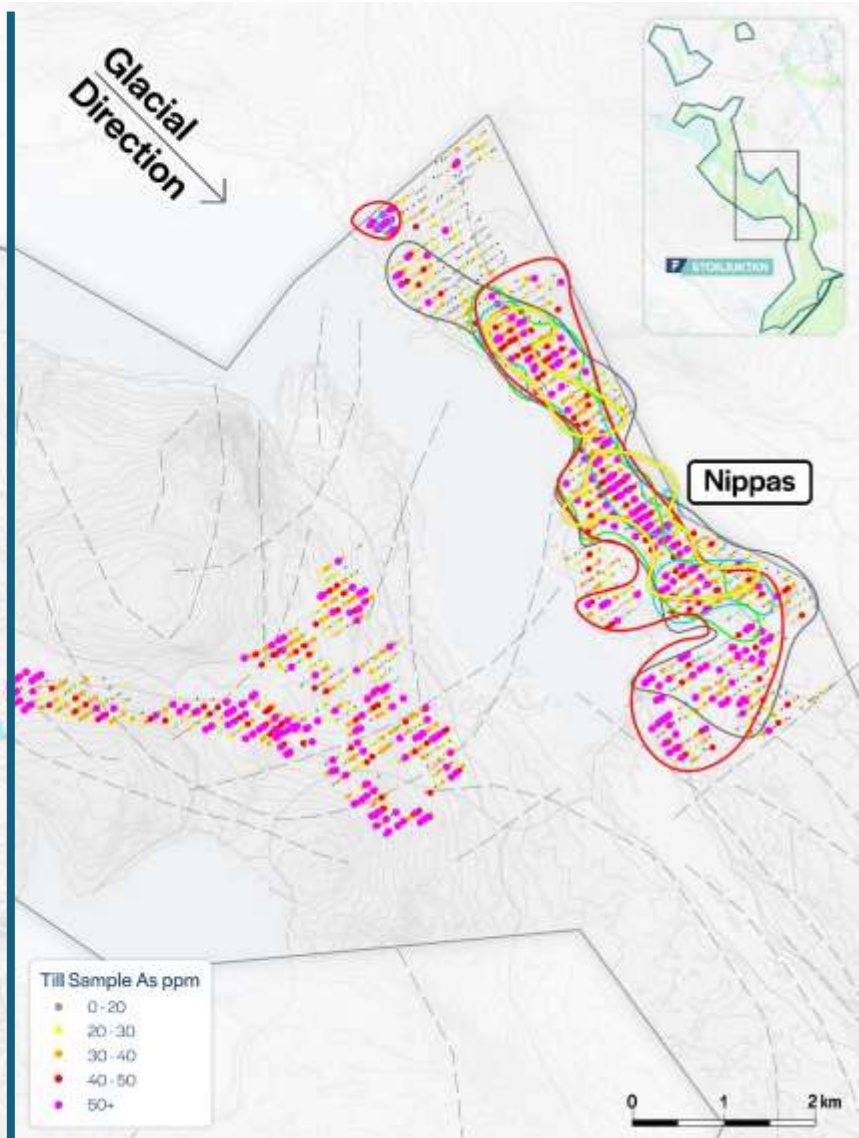 Glacial
Direction
STORJUKTAN
Nippas
Till Sample As ppm
0 - 20
20 - 30
30 - 40
40 - 50
50+
0 1 2 km